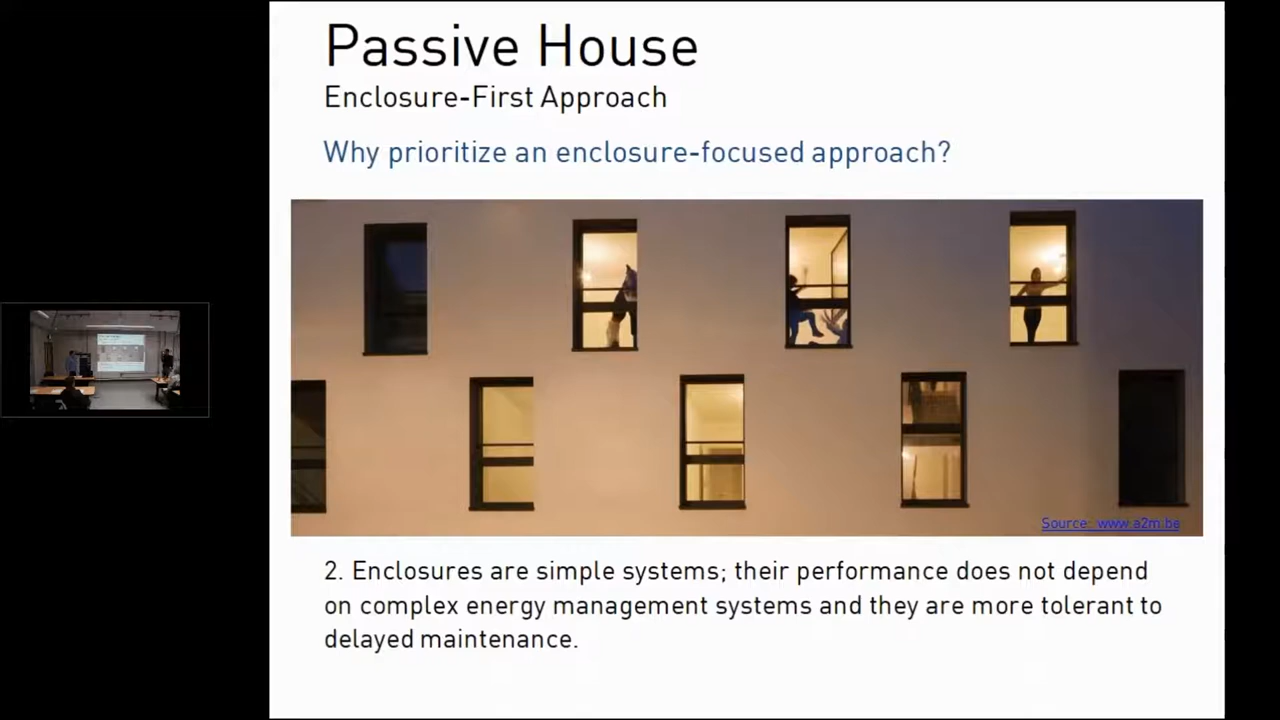 Passive House
Enclosure-First Approach
Why prioritize an enclosure-focused approach?
Source: www.a2m.be
2. Enclosures are simple systems; their performance does not depend
on complex energy management systems and they are more tolerant to
delayed maintenance.